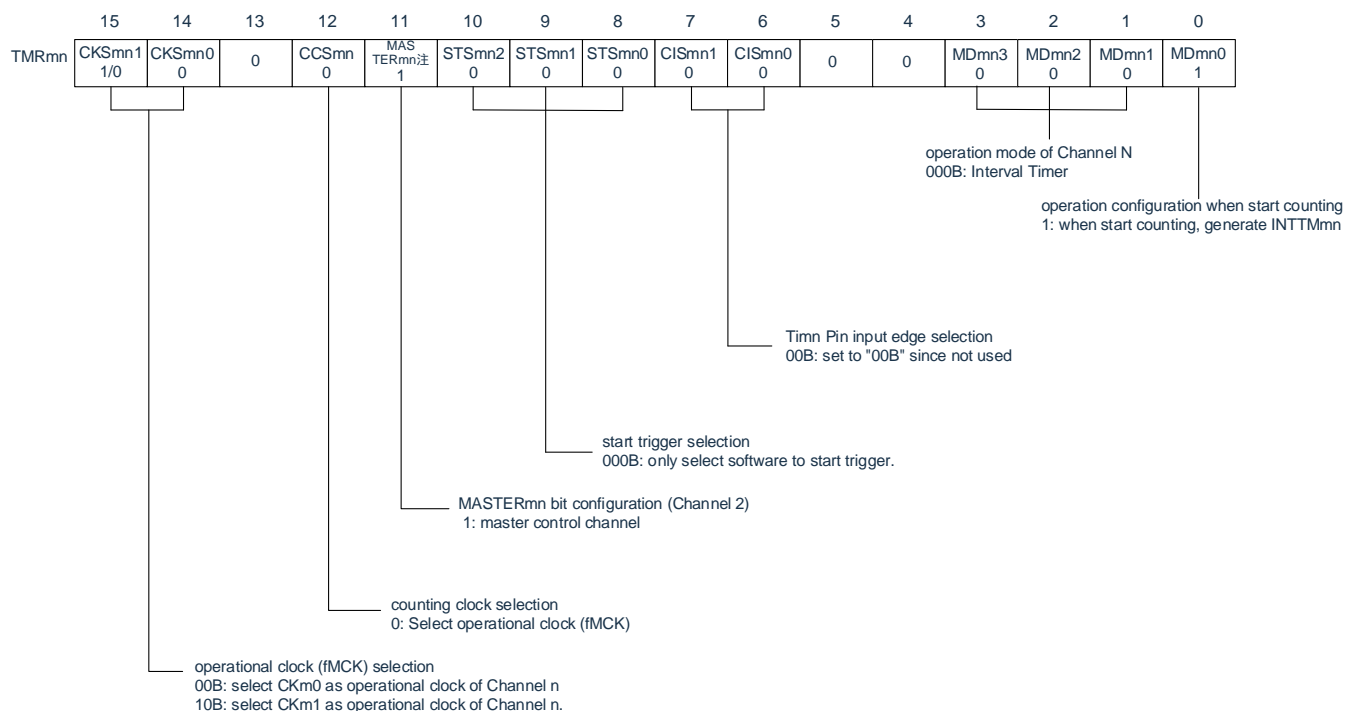 15 14 13 12 11 10 9 8 7 6 5 4 3 2 1 0
TMRmn CKSmn1 CKSmn0 0 CCSmn MAS STSmn2 STSmn1 STSmn0 CISmn1 CISmn0 0 0 MDmn3 MDmn2 MDmn1 MDmn0
TERmn注
1/0 0 0 1 0 0 0 0 0 0 0 0 1
operation mode of Channel N
000B: Interval Timer
operation configuration when start counting
1: when start counting, generate INTTMmn
Timn Pin input edge selection
00B: set to "00B" since not used
start trigger selection
000B: only select software to start trigger.
MASTERmn bit configuration (Channel 2)
1: master control channel
counting clock selection
0: Select operational clock (fMCK)
operational clock (fMCK) selection
00B: select CKm0 as operational clock of Channel n
10B: select CKm1 as operational clock of Channel n.